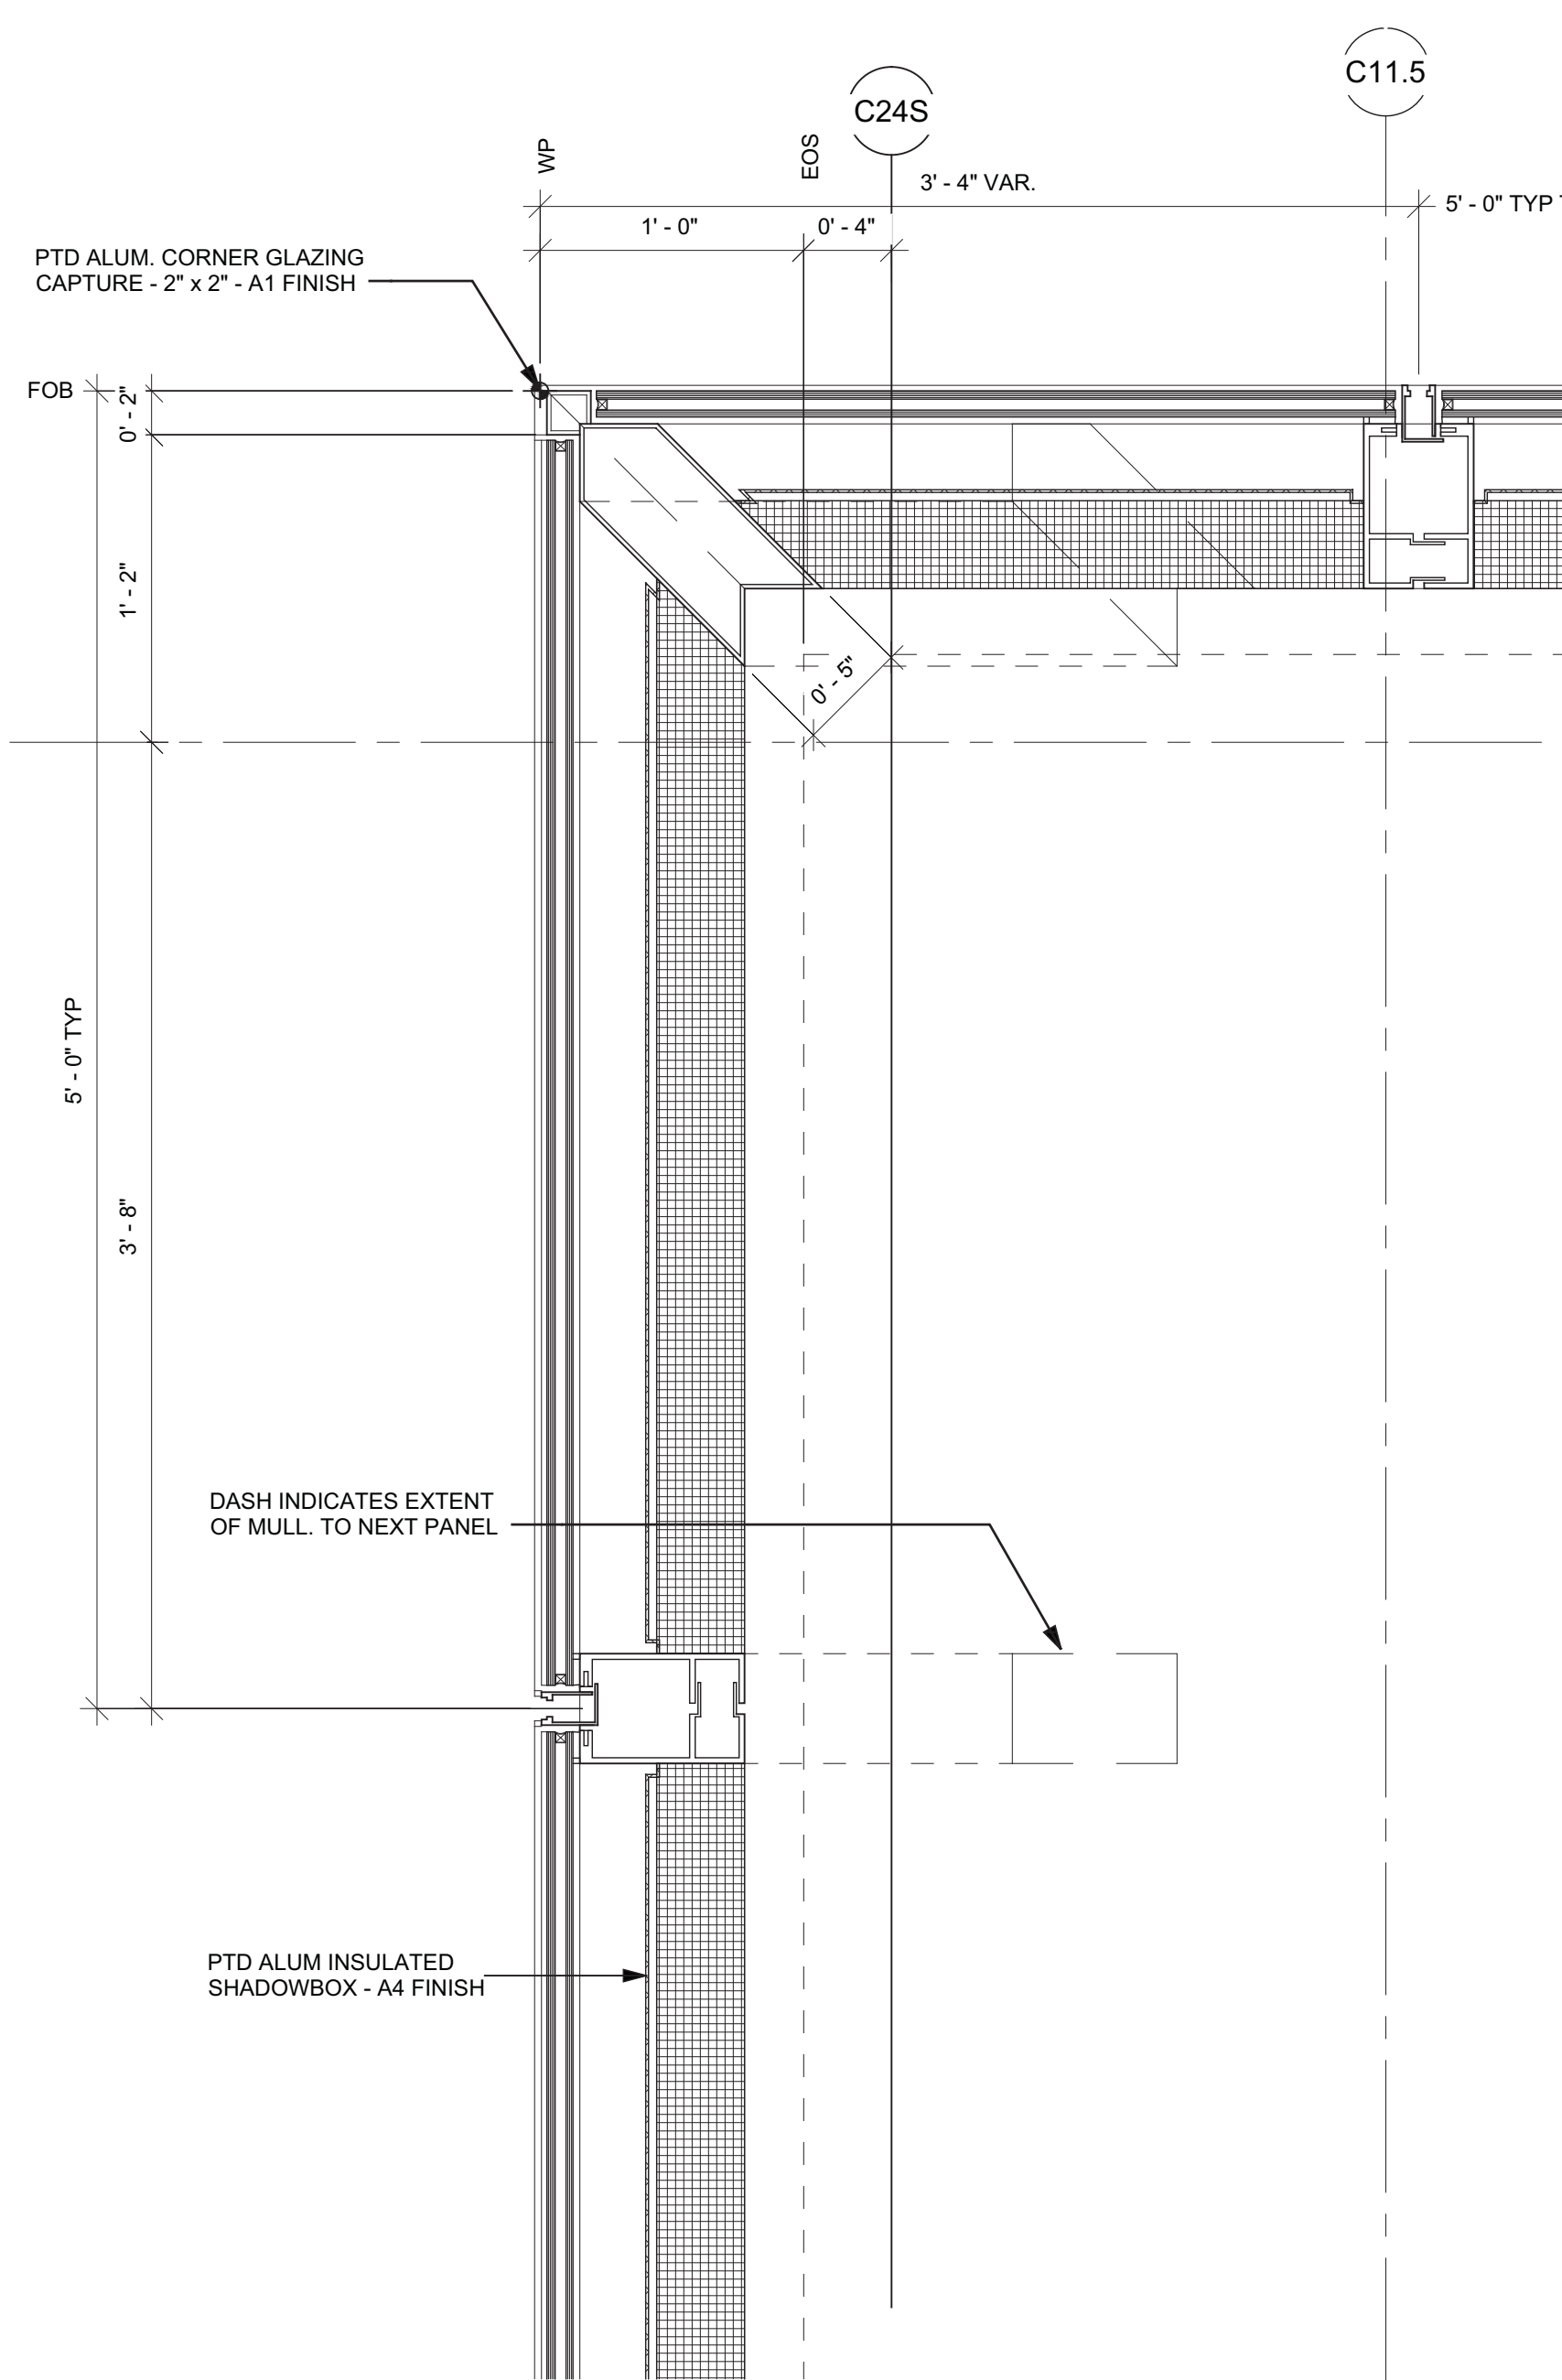 C11.5
C24S
WP
EOS
3' - 4" VAR.
5' - 0" TYP
1' - 0"
0' - 4"
PTD ALUM. CORNER GLAZING
CAPTURE - 2" x 2" - A1 FINISH
FOB
0' - 2"
1' - 2"
0' - 5"
5' - 0" TYP
3' - 8"
DASH INDICATES EXTENT
OF MULL. TO NEXT PANEL
PTD ALUM INSULATED
SHADOWBOX - A4 FINISH